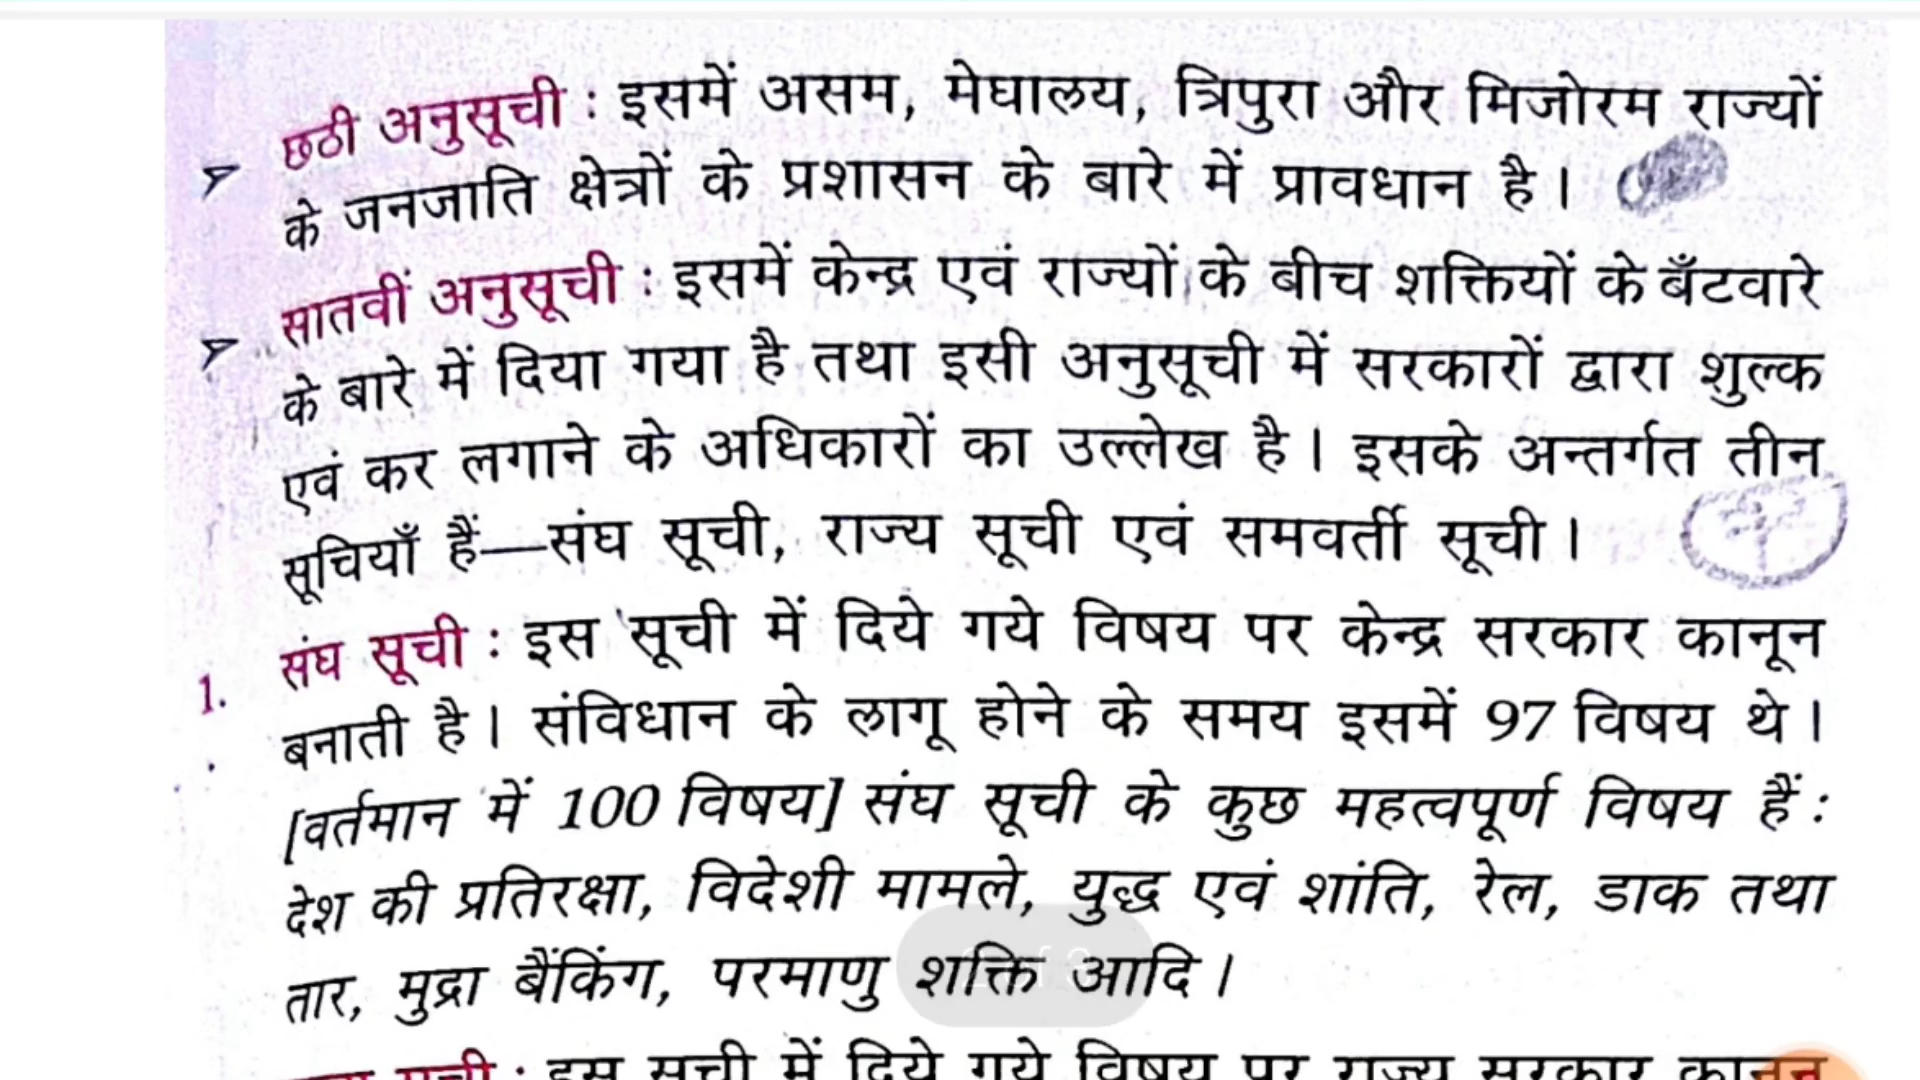 ➢ छठी अनुसूची : इसमें असम, मेघालय, त्रिपुरा और मिजोरम राज्यों
के जनजाति क्षेत्रों के प्रशासन के बारे में प्रावधान है।
➢ सातवीं अनुसूची : इसमें केन्द्र एवं राज्यों के बीच शक्तियों के बँटवारे
के बारे में दिया गया है तथा इसी अनुसूची में सरकारों द्वारा शुल्क
एवं कर लगाने के अधिकारों का उल्लेख है। इसके अन्तर्गत तीन
सूचियाँ हैं—संघ सूची, राज्य सूची एवं समवर्ती सूची।
1. संघ सूची : इस सूची में दिये गये विषय पर केन्द्र सरकार कानून
बनाती है। संविधान के लागू होने के समय इसमें 97 विषय थे।
[वर्तमान में 100 विषय] संघ सूची के कुछ महत्वपूर्ण विषय हैं :
देश की प्रतिरक्षा, विदेशी मामले, युद्ध एवं शांति, रेल, डाक तथा
तार, मुद्रा बैंकिंग, परमाणु शक्ति आदि।
सूची : इस सूची में दिये गये विषय पर राज्य सरकार कानून